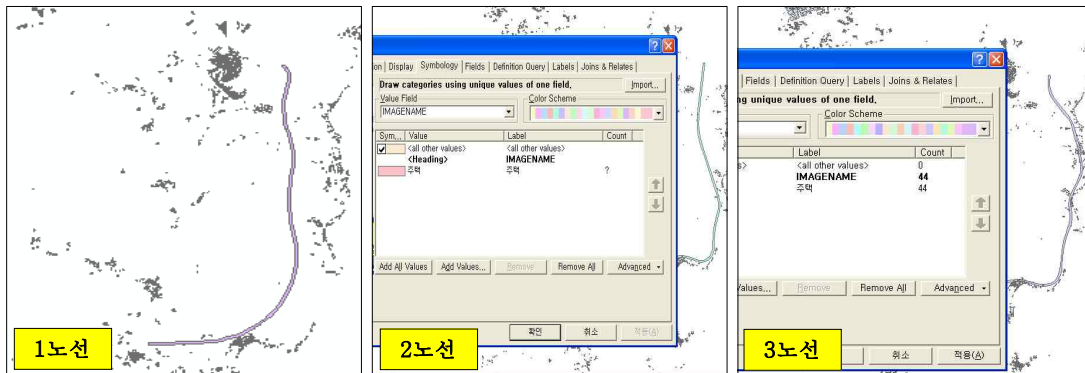 1노선
on Display Symbology Fields Definition Query Labels Joins & Relates
Draw categories using unique values of one field.
Import...
Value Field
Color Scheme
IMAGENAME
Sym... Value Label Count
<all other values> <all other values>
<Heading> IMAGENAME
주택 주택 ?
Add All Values Add Values... Remove Remove All Advanced
확인 취소 적용(A)
2노선
Fields Definition Query Labels Joins & Relates
ng unique values of one field.
Import...
Color Scheme
Label Count
s> <all other values> 0
IMAGENAME 44
주택 44
Values... Remove Remove All Advanced
취소 적용(A)
3노선